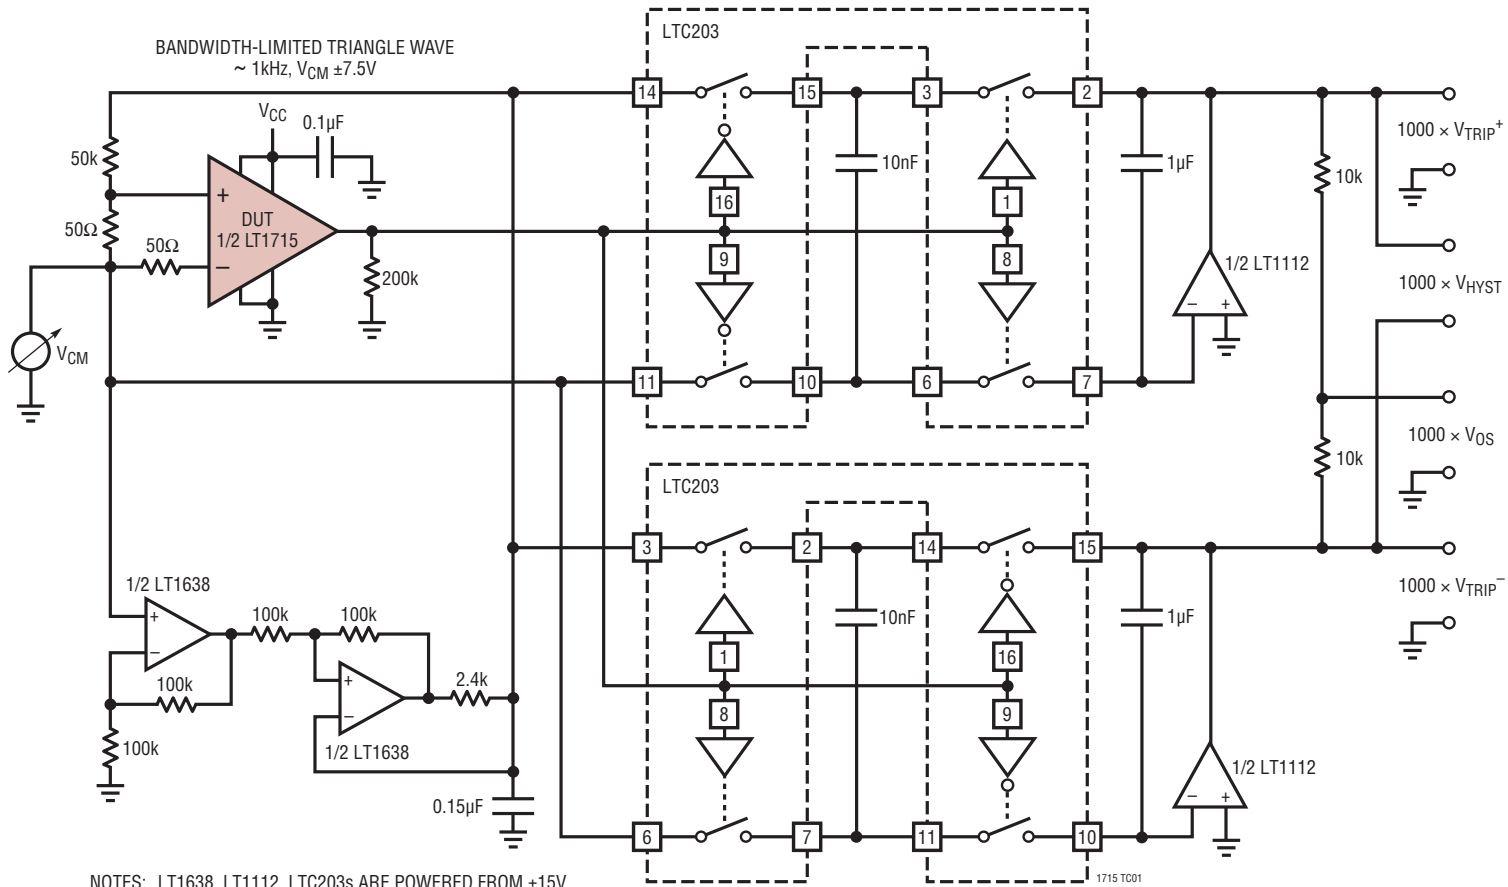 BANDWIDTH-LIMITED TRIANGLE WAVE
~ 1kHz, VCM ±7.5V
LTC203
14
15
3
2
VCC
0.1µF
50k
+
DUT
1/2 LT1715
–
50Ω
50Ω
200k
VCM
16
9
10nF
1
8
1µF
1/2 LT1112
–
+
10k
10k
1000 × VTRIP+
1000 × VHYST
1000 × VOS
1000 × VTRIP–
11
10
6
7
LTC203
3
2
14
15
1/2 LT1638
+
–
100k
100k
100k
100k
+
–
1/2 LT1638
2.4k
0.15µF
1
8
10nF
16
9
1µF
1/2 LT1112
–
+
6
7
11
10
1715 TC01
NOTES: LT1638, LT1112, LTC203s ARE POWERED FROM ±15V.